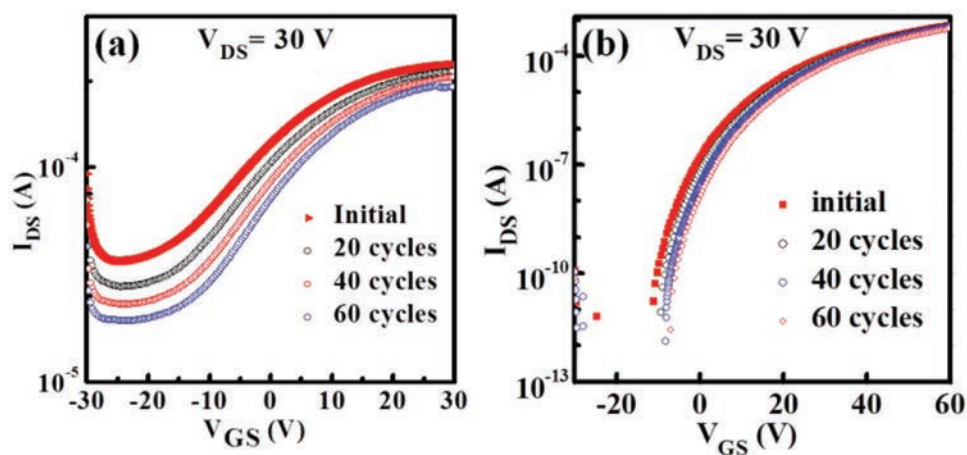 (a) V_DS = 30 V
10^-4
10^-5
I_DS (A)
Initial
20 cycles
40 cycles
60 cycles
-30 -20 -10 0 10 20 30
V_GS (V)
(b) V_DS = 30 V
10^-4
10^-7
10^-10
10^-13
I_DS (A)
initial
20 cycles
40 cycles
60 cycles
-20 0 20 40 60
V_GS (V)